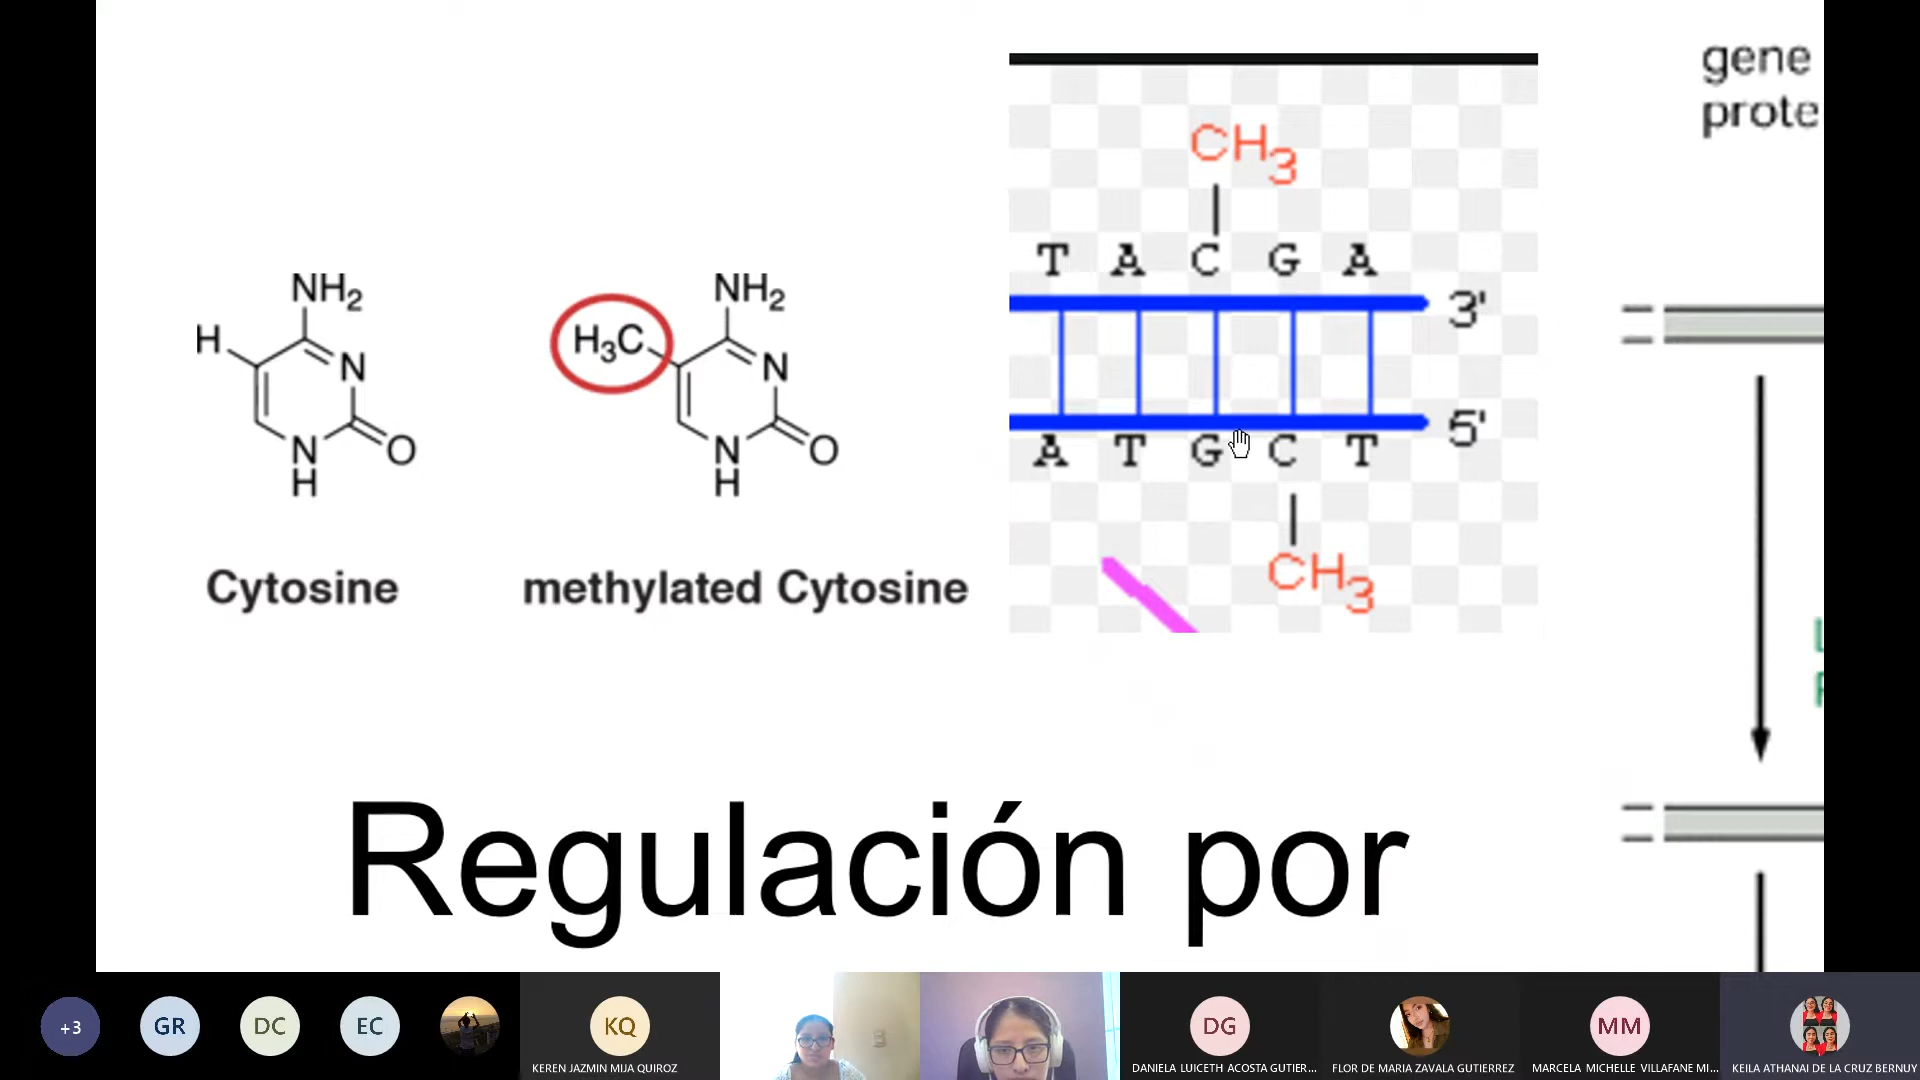 gene
prote
CH3
T A C G A
3'
A T G C T
5'
CH3
NH2
H
N
N
H
O
NH2
H3C
N
N
H
O
Cytosine
methylated Cytosine
Regulación por
+3
GR
DC
EC
KQ
KEREN JAZMIN MIJA QUIROZ
DG
DANIELA LUICETH ACOSTA GUTIER...
FLOR DE MARIA ZAVALA GUTIERREZ
MM
MARCELA MICHELLE VILLAFANE MI...
KEILA ATHANAI DE LA CRUZ BERNUY